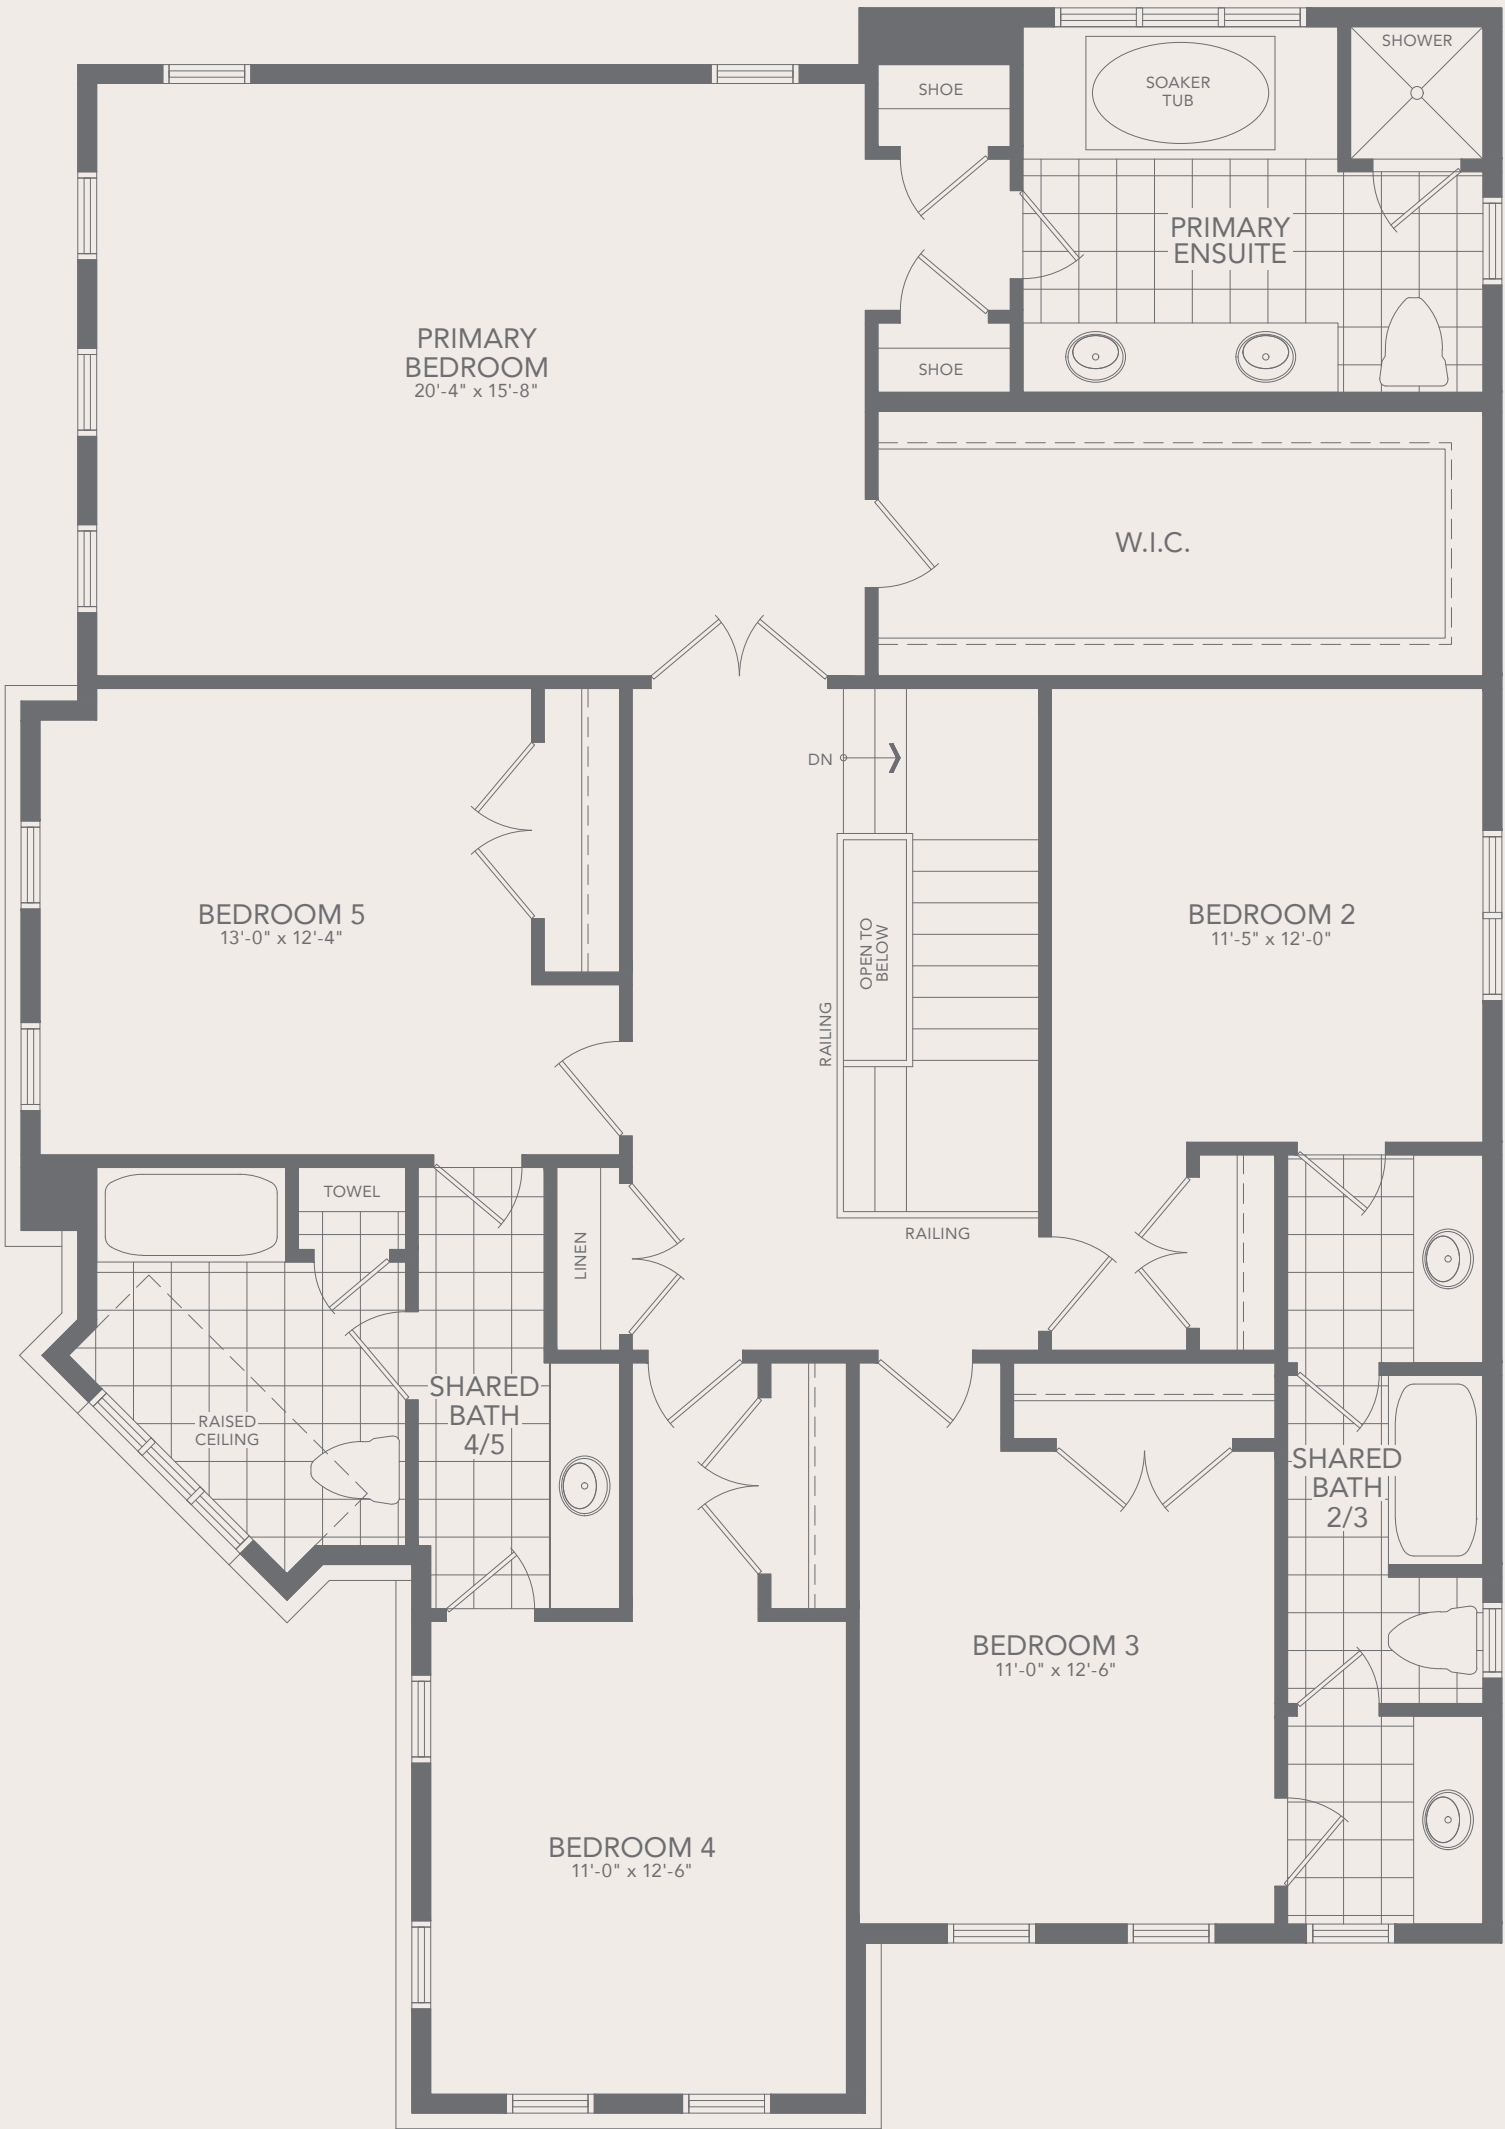 SHOWER
SHOE
SOAKER
TUB
PRIMARY
ENSUITE
PRIMARY
BEDROOM
20'-4" x 15'-8"
SHOE
W.I.C.
DN
BEDROOM 5
13'-0" x 12'-4"
OPEN TO
BELOW
BEDROOM 2
11'-5" x 12'-0"
RAILING
TOWEL
LINEN
RAILING
SHARED
BATH
4/5
RAISED
CEILING
SHARED
BATH
2/3
BEDROOM 3
11'-0" x 12'-6"
BEDROOM 4
11'-0" x 12'-6"